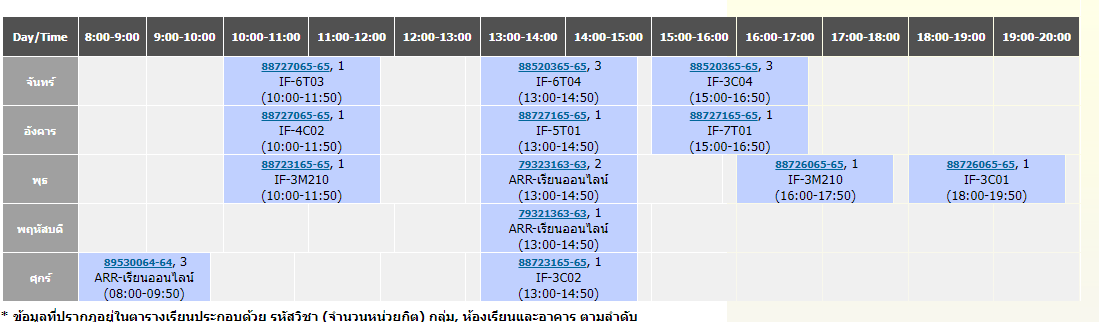 Day/Time 8:00-9:00 9:00-10:00 10:00-11:00 11:00-12:00 12:00-13:00 13:00-14:00 14:00-15:00 15:00-16:00 16:00-17:00 17:00-18:00 18:00-19:00 19:00-20:00
จันทร์
88727065-65, 1
IF-6T03
(10:00-11:50)
88520365-65, 3
IF-6T04
(13:00-14:50)
88520365-65, 3
IF-3C04
(15:00-16:50)
อังคาร
88727065-65, 1
IF-4C02
(10:00-11:50)
88727165-65, 1
IF-5T01
(13:00-14:50)
88727165-65, 1
IF-7T01
(15:00-16:50)
พุธ
88723165-65, 1
IF-3M210
(10:00-11:50)
79323163-63, 2
ARR-เรียนออนไลน์
(13:00-14:50)
88726065-65, 1
IF-3M210
(16:00-17:50)
88726065-65, 1
IF-3C01
(18:00-19:50)
พฤหัสบดี
79321363-63, 1
ARR-เรียนออนไลน์
(13:00-14:50)
ศุกร์
89530064-64, 3
ARR-เรียนออนไลน์
(08:00-09:50)
88723165-65, 1
IF-3C02
(13:00-14:50)
* ข้อมูลที่ปรากฏอยู่ในตารางเรียนประกอบด้วย รหัสวิชา (จำนวนหน่วยกิต) กลุ่ม, ห้องเรียนและอาคาร ตามลำดับ